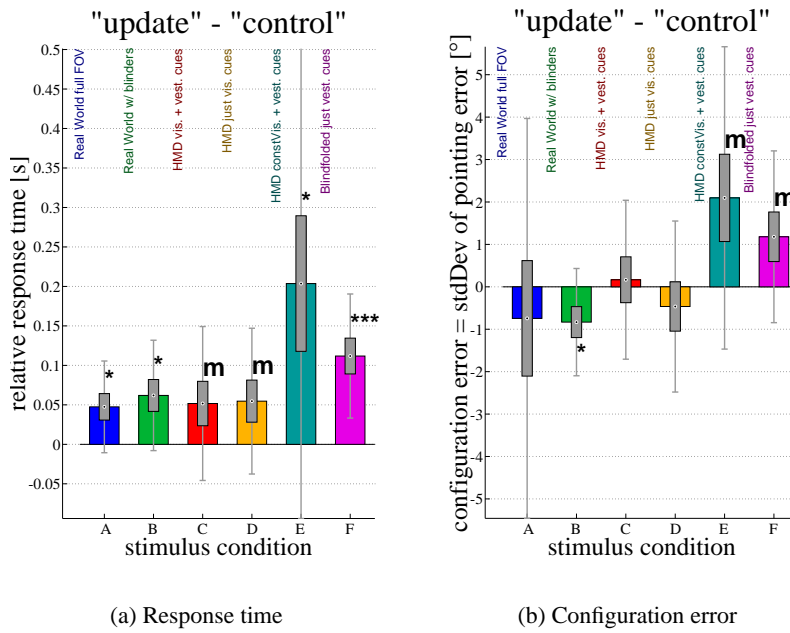 "update" - "control"
relative response time [s]
0.5
0.45
0.4
0.35
0.3
0.25
0.2
0.15
0.1
0.05
0
-0.05
Real World full FOV
Real World w/ blinders
HMD vis. + vest. cues
HMD just vis. cues
HMD constVis. + vest. cues
Blindfolded just vest. cues
*
*
m
m
*
***
A B C D E F
stimulus condition
(a) Response time
"update" - "control"
configuration error = stdDev of pointing error [°]
5
4
3
2
1
0
-1
-2
-3
-4
-5
Real World full FOV
Real World w/ blinders
HMD vis. + vest. cues
HMD just vis. cues
HMD constVis. + vest. cues
Blindfolded just vest. cues
*
m
m
A B C D E F
stimulus condition
(b) Configuration error